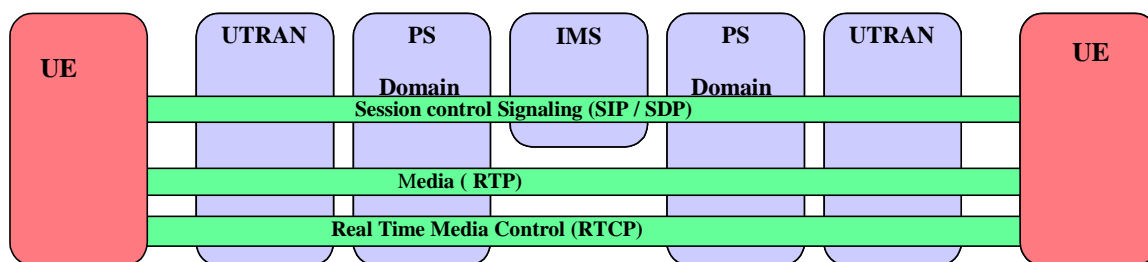 UE
UTRAN
PS
Domain
IMS
PS
Domain
UTRAN
UE
Session control Signaling (SIP / SDP)
Media ( RTP)
Real Time Media Control (RTCP)